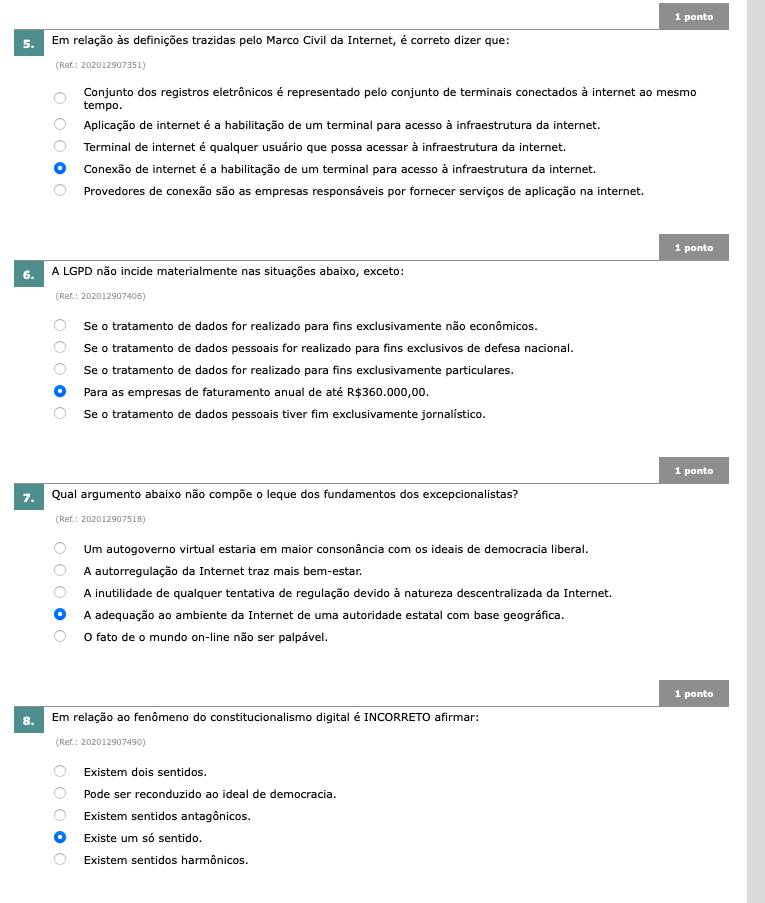 1 ponto
5.
Em relação às definições trazidas pelo Marco Civil da Internet, é correto dizer que:
(Ref.: 202012907351)
Conjunto dos registros eletrônicos é representado pelo conjunto de terminais conectados à internet ao mesmo
tempo.
Aplicação de internet é a habilitação de um terminal para acesso à infraestrutura da internet.
Terminal de internet é qualquer usuário que possa acessar à infraestrutura da internet.
Conexão de internet é a habilitação de um terminal para acesso à infraestrutura da internet.
Provedores de conexão são as empresas responsáveis por fornecer serviços de aplicação na internet.
1 ponto
6.
A LGPD não incide materialmente nas situações abaixo, exceto:
(Ref.: 202012907406)
Se o tratamento de dados for realizado para fins exclusivamente não econômicos.
Se o tratamento de dados pessoais for realizado para fins exclusivos de defesa nacional.
Se o tratamento de dados for realizado para fins exclusivamente particulares.
Para as empresas de faturamento anual de até R$360.000,00.
Se o tratamento de dados pessoais tiver fim exclusivamente jornalístico.
1 ponto
7.
Qual argumento abaixo não compõe o leque dos fundamentos dos excepcionalistas?
(Ref.: 202012907518)
Um autogoverno virtual estaria em maior consonância com os ideais de democracia liberal.
A autorregulação da Internet traz mais bem-estar.
A inutilidade de qualquer tentativa de regulação devido à natureza descentralizada da Internet.
A adequação ao ambiente da Internet de uma autoridade estatal com base geográfica.
O fato de o mundo on-line não ser palpável.
1 ponto
8.
Em relação ao fenômeno do constitucionalismo digital é INCORRETO afirmar:
(Ref.: 202012907490)
Existem dois sentidos.
Pode ser reconduzido ao ideal de democracia.
Existem sentidos antagônicos.
Existe um só sentido.
Existem sentidos harmônicos.